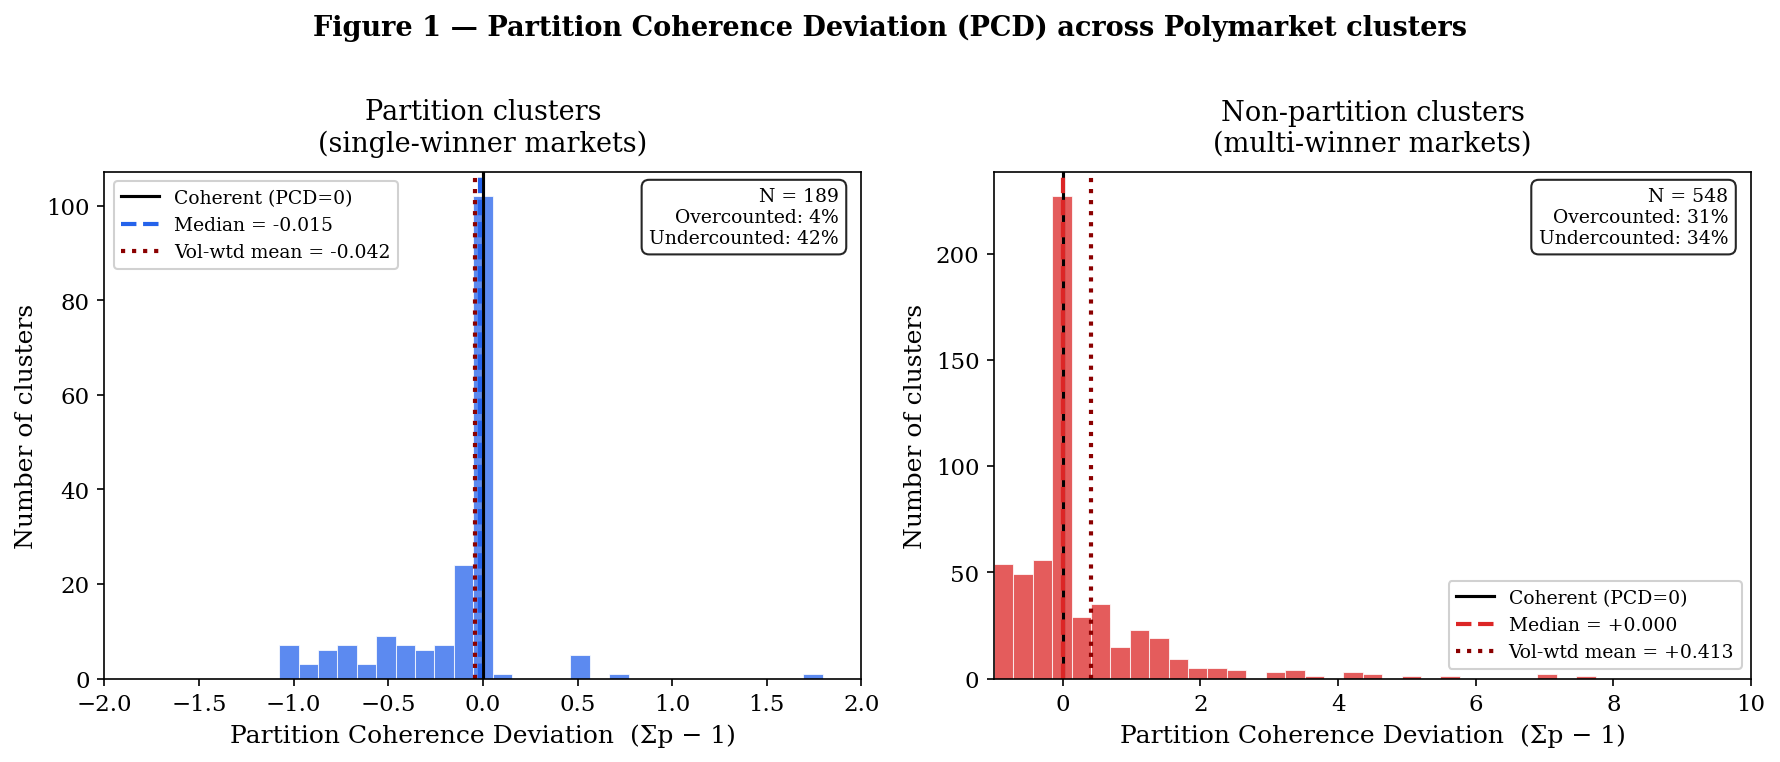 Figure 1 — Partition Coherence Deviation (PCD) across Polymarket clusters
Partition clusters
(single-winner markets)
Coherent (PCD=0)
Median = -0.015
Vol-wtd mean = -0.042
N = 189
Overcounted: 4%
Undercounted: 42%
Number of clusters
100
80
60
40
20
0
−2.0 −1.5 −1.0 −0.5 0.0 0.5 1.0 1.5 2.0
Partition Coherence Deviation (Σp − 1)
Non-partition clusters
(multi-winner markets)
N = 548
Overcounted: 31%
Undercounted: 34%
Number of clusters
200
150
100
50
0
Coherent (PCD=0)
Median = +0.000
Vol-wtd mean = +0.413
0 2 4 6 8 10
Partition Coherence Deviation (Σp − 1)